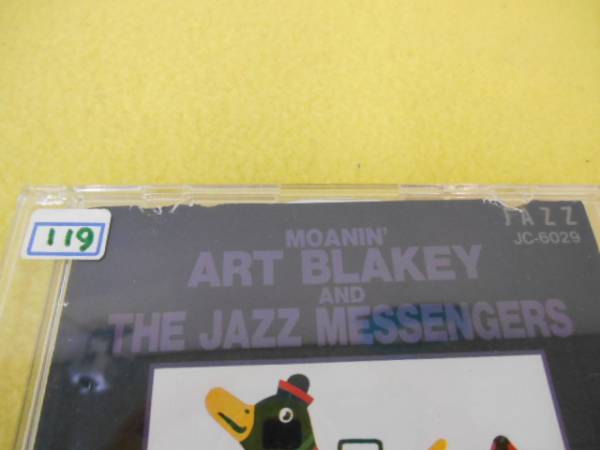 119
JAZZ
JC-6029
MOANIN'
ART BLAKEY
AND
THE JAZZ MESSENGERS